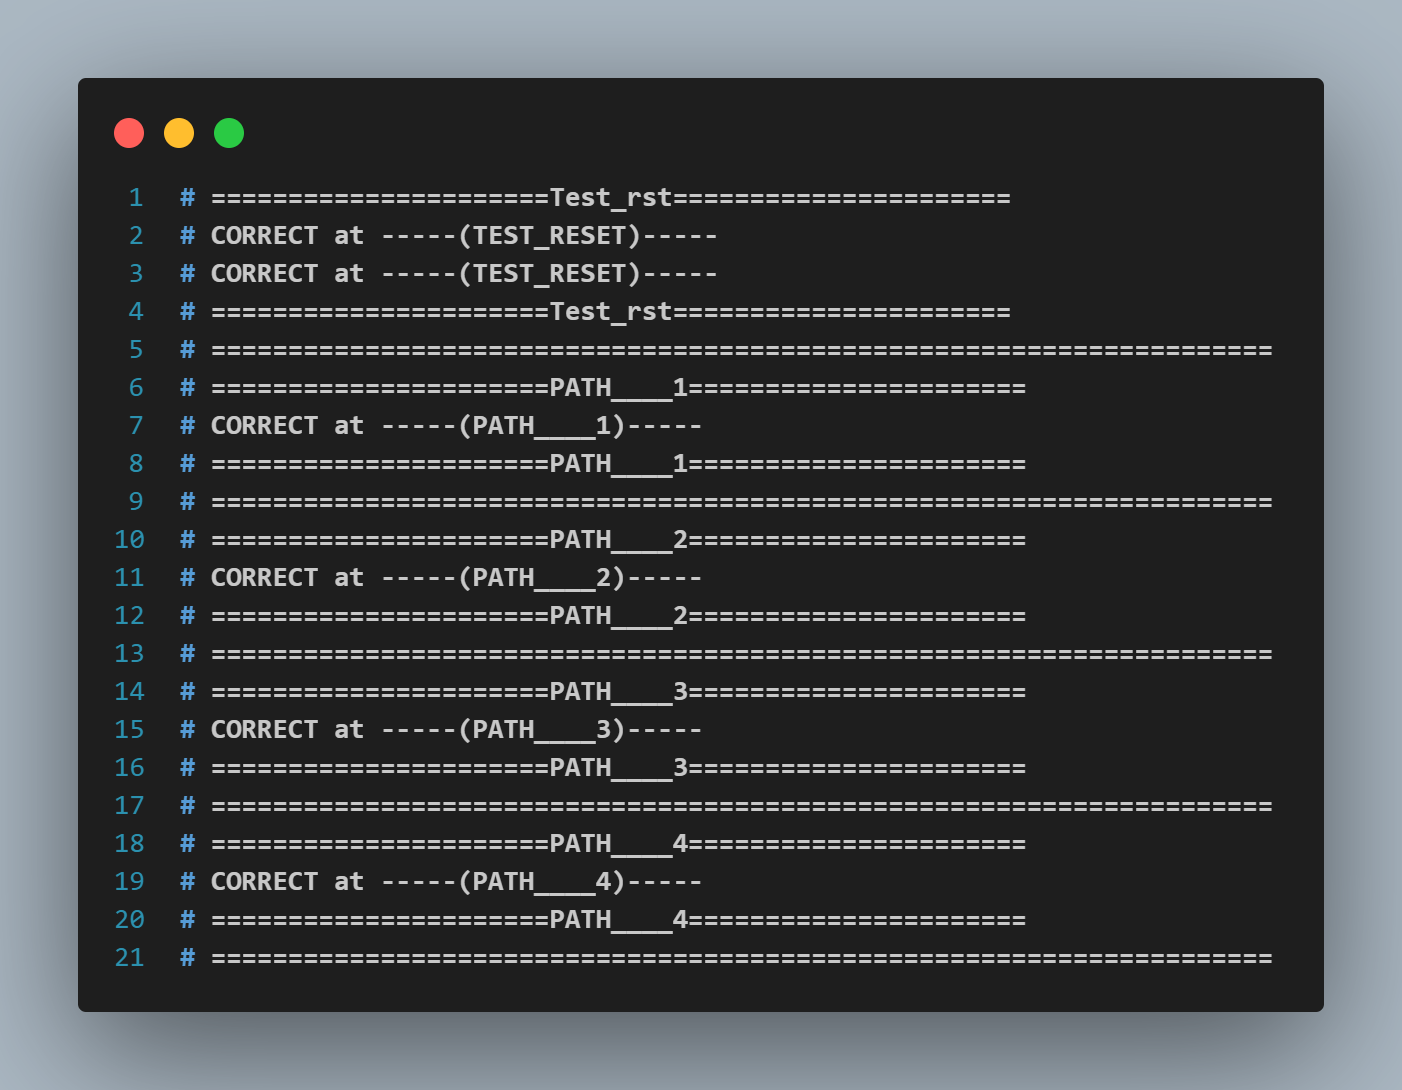 1 # ======================Test_rst======================
2 # CORRECT at -----(TEST_RESET)-----
3 # CORRECT at -----(TEST_RESET)-----
4 # ======================Test_rst======================
5 # =====================================================================
6 # ======================PATH____1======================
7 # CORRECT at -----(PATH____1)-----
8 # ======================PATH____1======================
9 # =====================================================================
10 # ======================PATH____2======================
11 # CORRECT at -----(PATH____2)-----
12 # ======================PATH____2======================
13 # =====================================================================
14 # ======================PATH____3======================
15 # CORRECT at -----(PATH____3)-----
16 # ======================PATH____3======================
17 # =====================================================================
18 # ======================PATH____4======================
19 # CORRECT at -----(PATH____4)-----
20 # ======================PATH____4======================
21 # =====================================================================